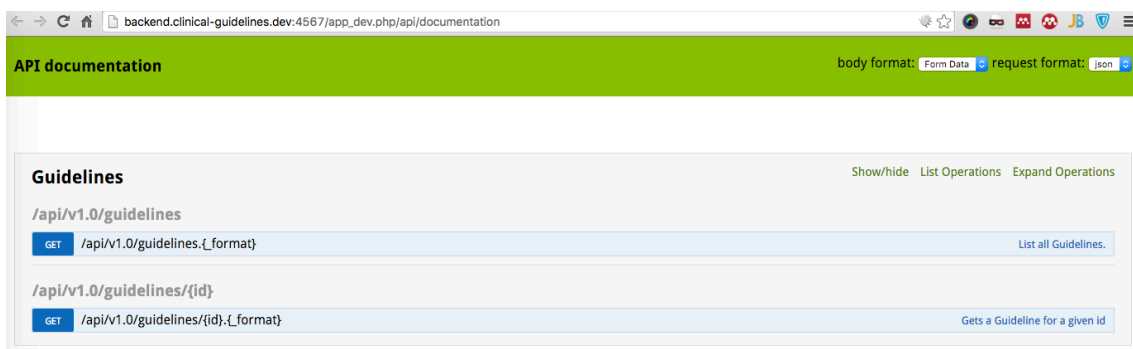 backend.clinical-guidelines.dev:4567/app_dev.php/api/documentation
JB
API documentation body format: Form Data request format: json
Guidelines Show/hide List Operations Expand Operations
/api/v1.0/guidelines
GET /api/v1.0/guidelines.{_format} List all Guidelines.
/api/v1.0/guidelines/{id}
GET /api/v1.0/guidelines/{id}.{_format} Gets a Guideline for a given id